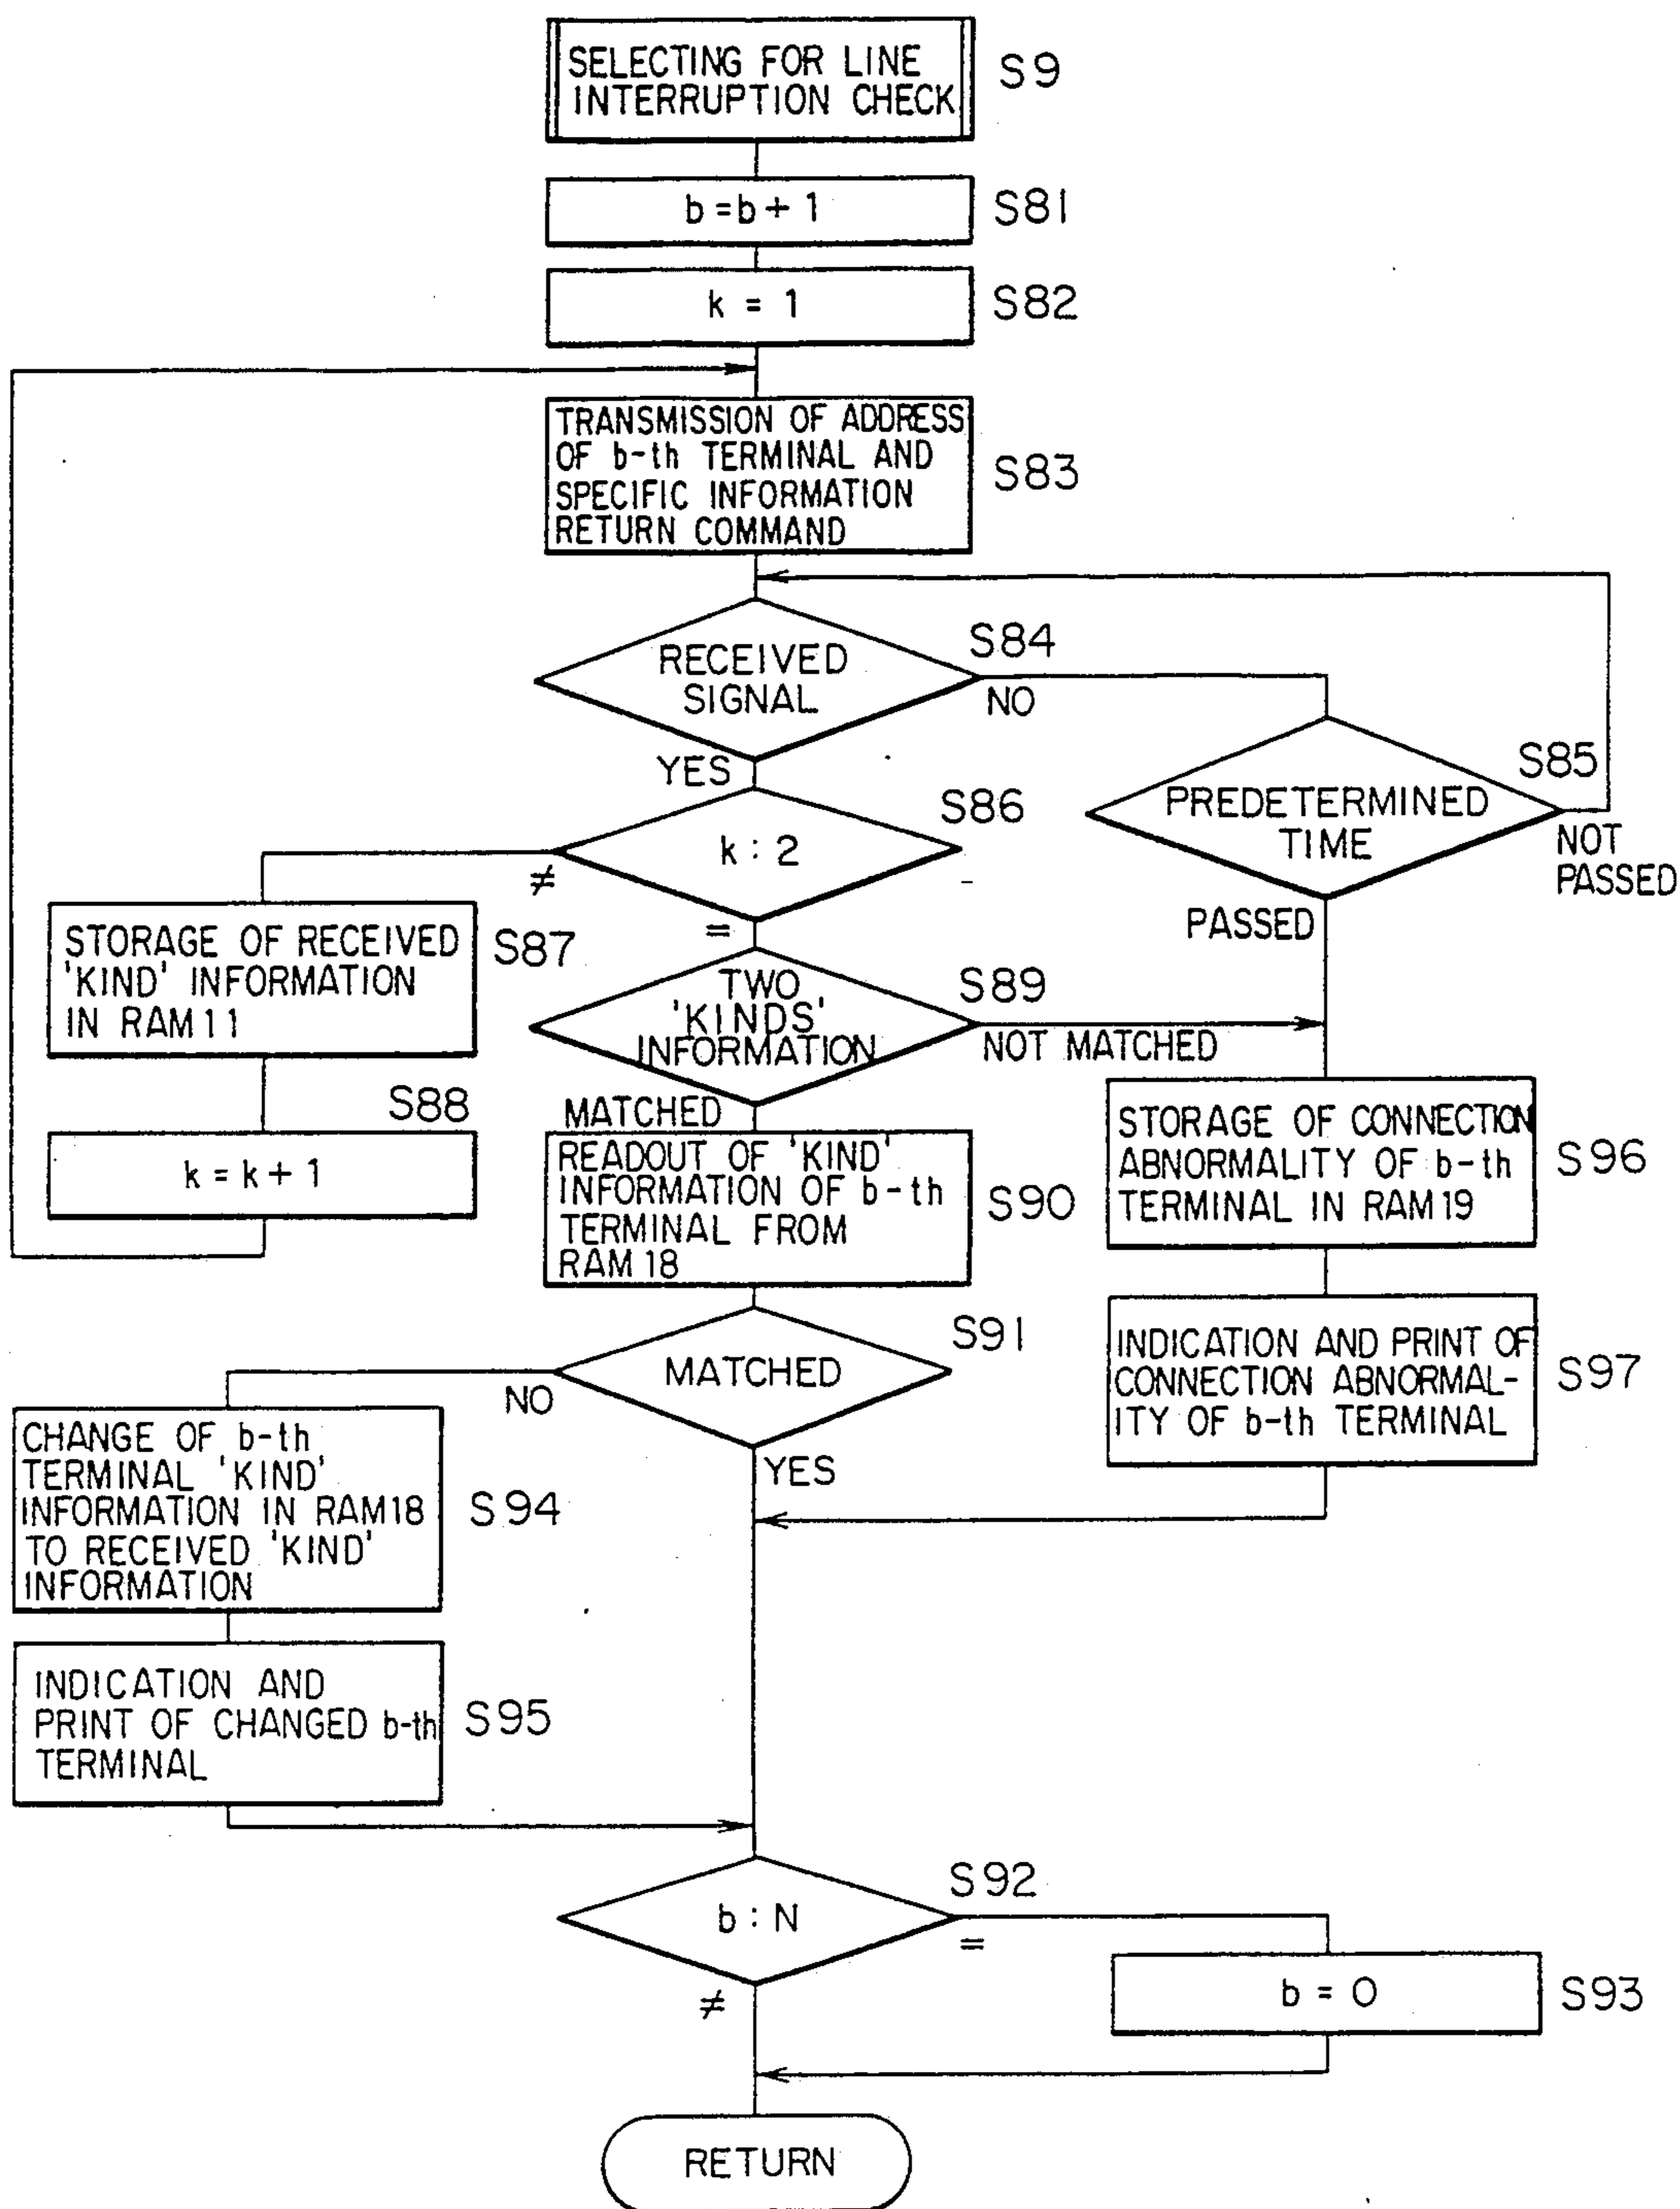 SELECTING FOR LINE
INTERRUPTION CHECK
S9
b=b+1
S81
k = 1
S82
TRANSMISSION OF ADDRESS
OF b-th TERMINAL AND
SPECIFIC INFORMATION
RETURN COMMAND
S83
RECEIVED
SIGNAL
S84
NO
YES
PREDETERMINED
TIME
S85
NOT
PASSED
PASSED
k : 2
S86
≠
=
STORAGE OF RECEIVED
'KIND' INFORMATION
IN RAM 11
S87
S88
k = k + 1
TWO
'KINDS'
INFORMATION
S89
NOT MATCHED
MATCHED
READOUT OF 'KIND'
INFORMATION OF b-th
TERMINAL FROM
RAM 18
S90
STORAGE OF CONNECTION
ABNORMALITY OF b-th
TERMINAL IN RAM 19
S96
INDICATION AND PRINT OF
CONNECTION ABNORMAL-
ITY OF b-th TERMINAL
S97
MATCHED
S91
NO
YES
CHANGE OF b-th
TERMINAL 'KIND'
INFORMATION IN RAM 18
TO RECEIVED 'KIND'
INFORMATION
S94
INDICATION AND
PRINT OF CHANGED b-th
TERMINAL
S95
b : N
S92
=
≠
b = 0
S93
RETURN